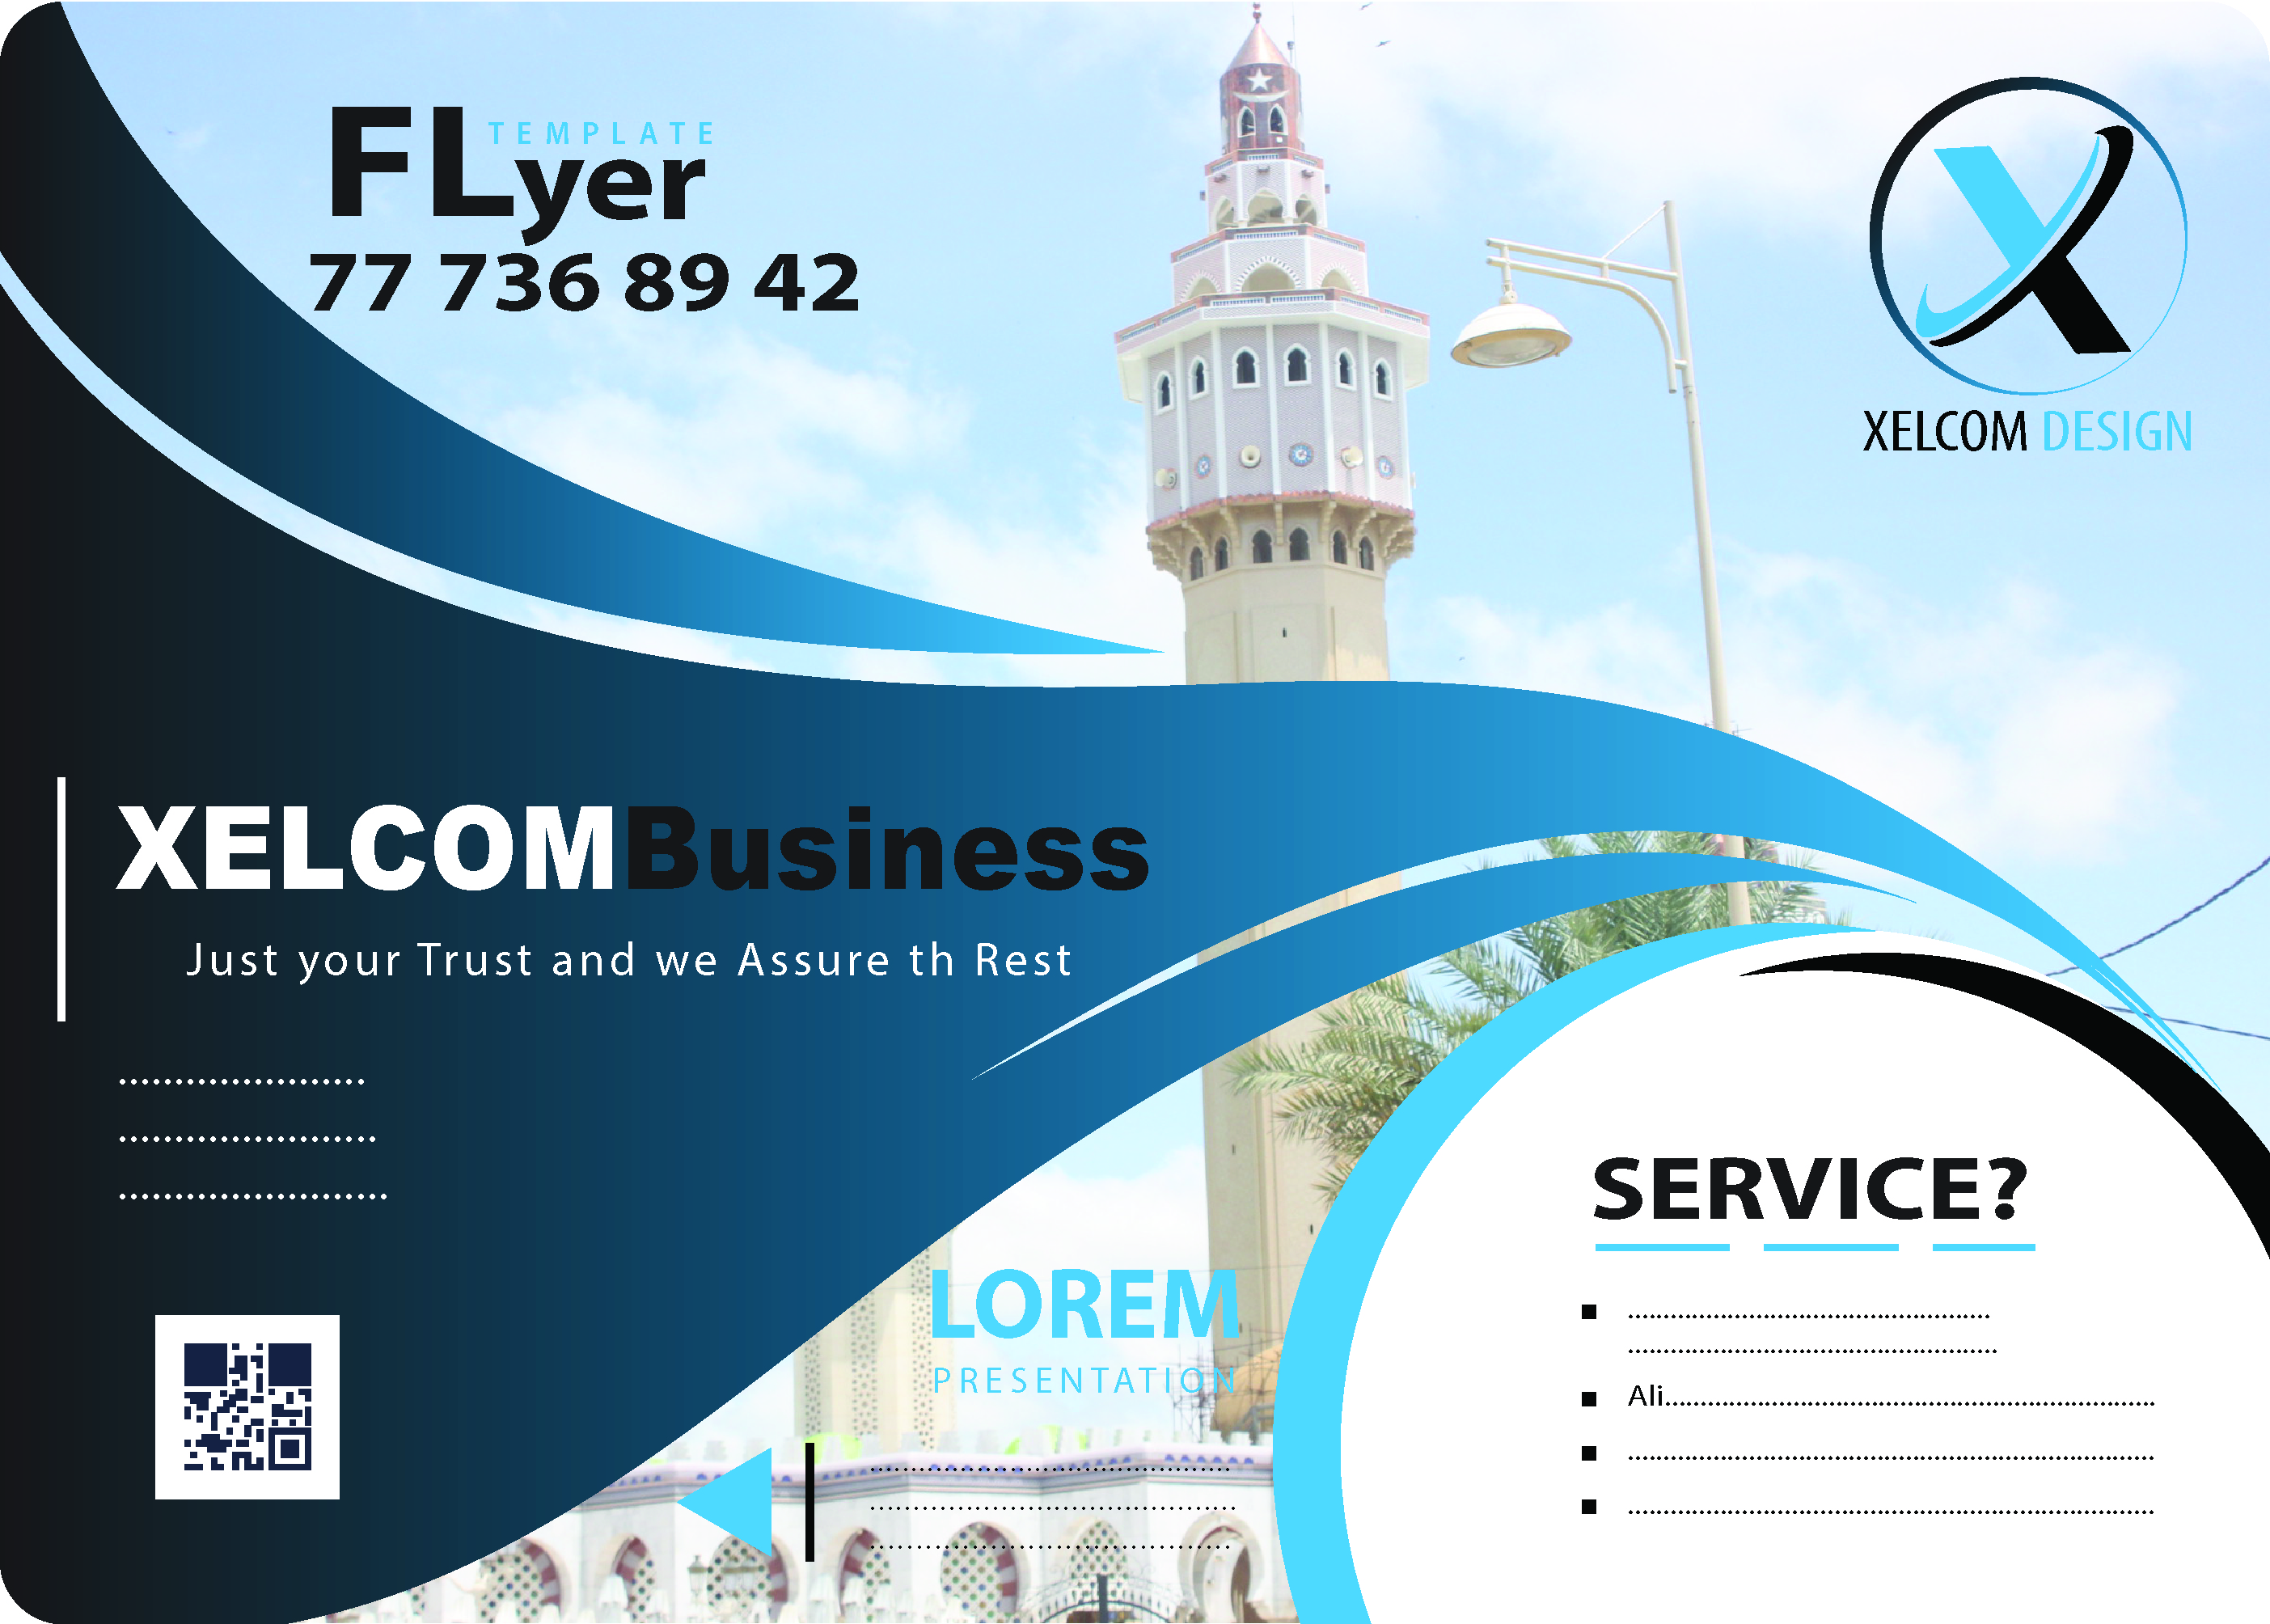 TEMPLATE
FLyer
77 736 89 42
XELCOM DESIGN
XELCOMBusiness
Just your Trust and we Assure th Rest
.......................
........................
.........................
SERVICE?
LOREM
PRESENTATION
..................................................
...................................................
Ali....................................................................
.........................................................................
.........................................................................
.............................................
..............................................
.............................................